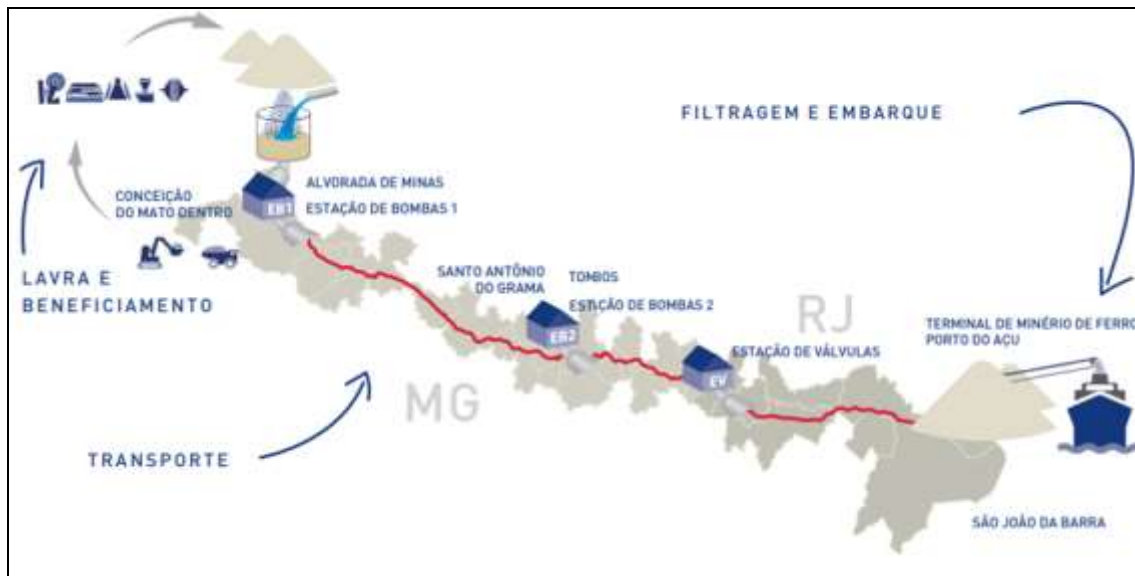 FILTRAGEM E EMBARQUE
CONCEIÇÃO
DO MATO DENTRO
EB1
ALVORADA DE MINAS
ESTAÇÃO DE BOMBAS 1
LAVRA E
BENEFICIAMENTO
SANTO ANTÔNIO
DO GRAMA
TOMBOS
ESTAÇÃO DE BOMBAS 2
EB2
RJ
ESTAÇÃO DE VÁLVULAS
EV
TERMINAL DE MINÉRIO DE FERRO
PORTO DO AÇU
MG
TRANSPORTE
SÃO JOÃO DA BARRA